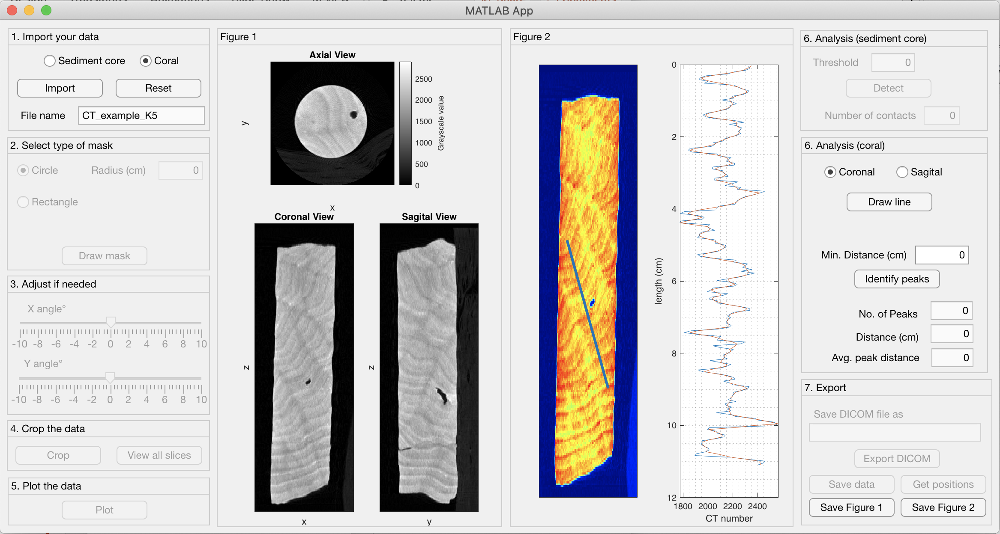 MATLAB App
1. Import your data
Sediment core
Coral
Import
Reset
File name
CT_example_K5
2. Select type of mask
Circle
Radius (cm)
0
Rectangle
Draw mask
3. Adjust if needed
X angle°
-10 -8 -6 -4 -2 0 2 4 6 8 10
Y angle°
-10 -8 -6 -4 -2 0 2 4 6 8 10
4. Crop the data
Crop
View all slices
5. Plot the data
Plot
Figure 1
Axial View
y
x
2500
2000
1500
1000
500
0
Grayscale value
Coronal View
z
x
Sagital View
z
y
Figure 2
0
2
4
6
8
10
12
length (cm)
1800 2000 2200 2400
CT number
6. Analysis (sediment core)
Threshold
0
Detect
Number of contacts
0
6. Analysis (coral)
Coronal
Sagital
Draw line
Min. Distance (cm)
0
Identify peaks
No. of Peaks
0
Distance (cm)
0
Avg. peak distance
0
7. Export
Save DICOM file as
Export DICOM
Save data
Get positions
Save Figure 1
Save Figure 2